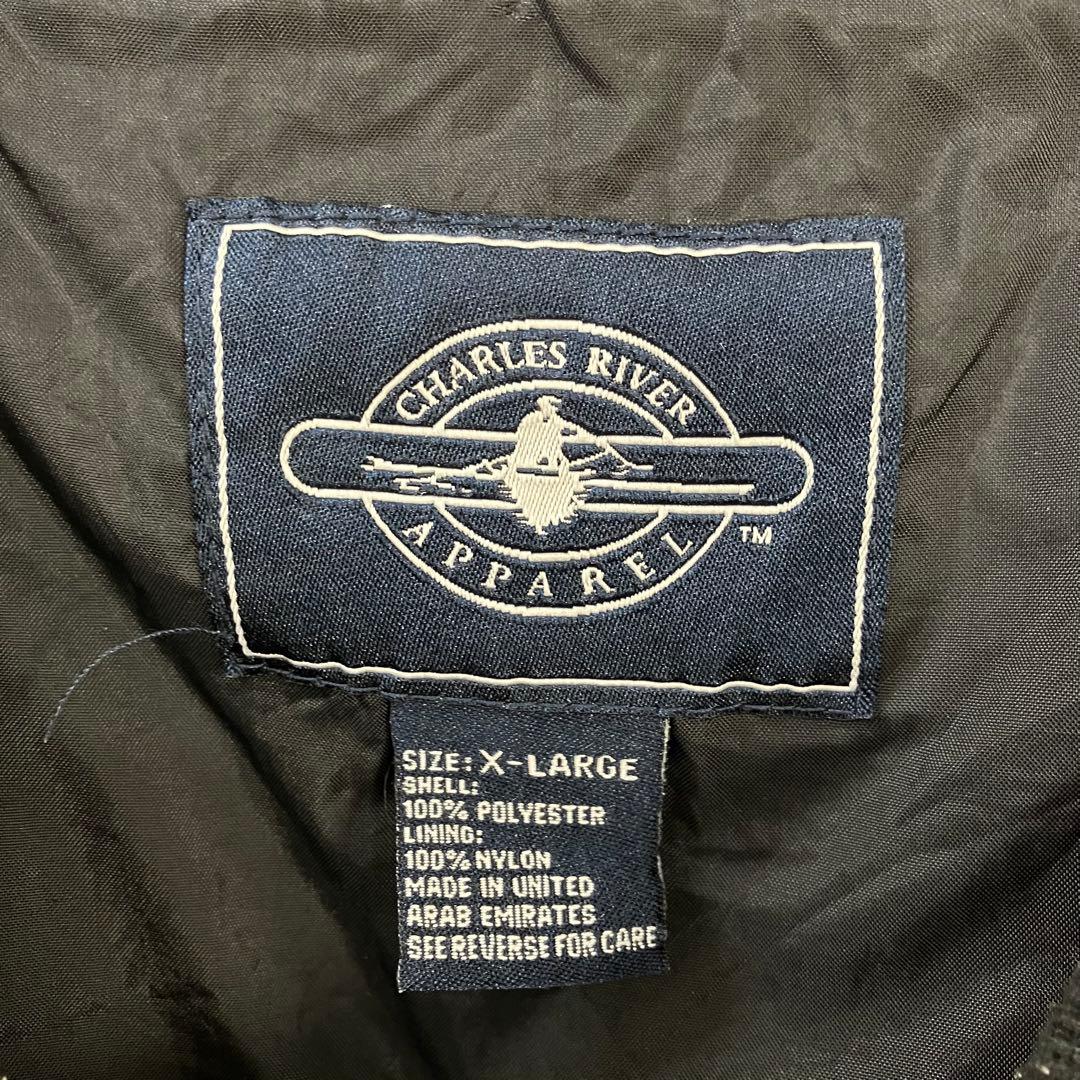 CHARLES RIVER
APPAREL
TM
SIZE: X-LARGE
SHELL:
100% POLYESTER
LINING:
100% NYLON
MADE IN UNITED
ARAB EMIRATES
SEE REVERSE FOR CARE